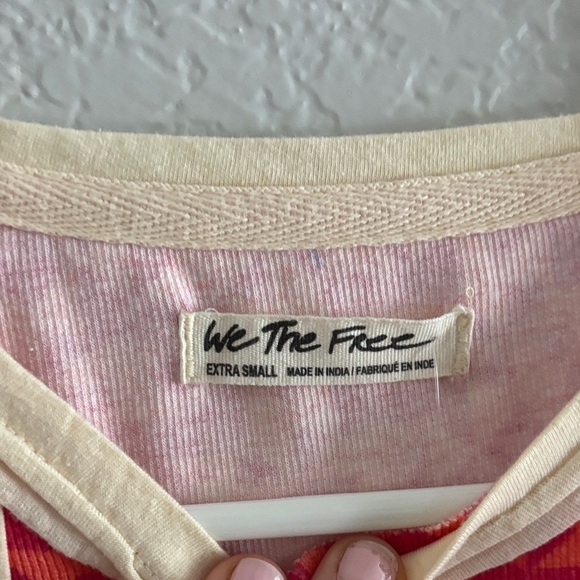 We The Free
EXTRA SMALL MADE IN INDIA / FABRIQUÉ EN INDE